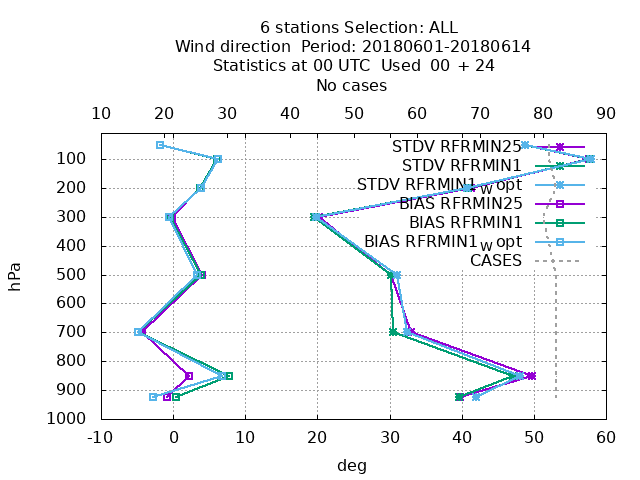 6 stations Selection: ALL
Wind direction  Period: 20180601-20180614
Statistics at 00 UTC  Used  00 + 24
No cases
10 20 30 40 50 60 70 80 90
STDV RFRMIN25
STDV RFRMIN1
STDV RFRMIN1w opt
BIAS RFRMIN25
BIAS RFRMIN1
BIAS RFRMIN1w opt
CASES
100
200
300
400
500
600
700
800
900
1000
hPa
-10 0 10 20 30 40 50 60
deg